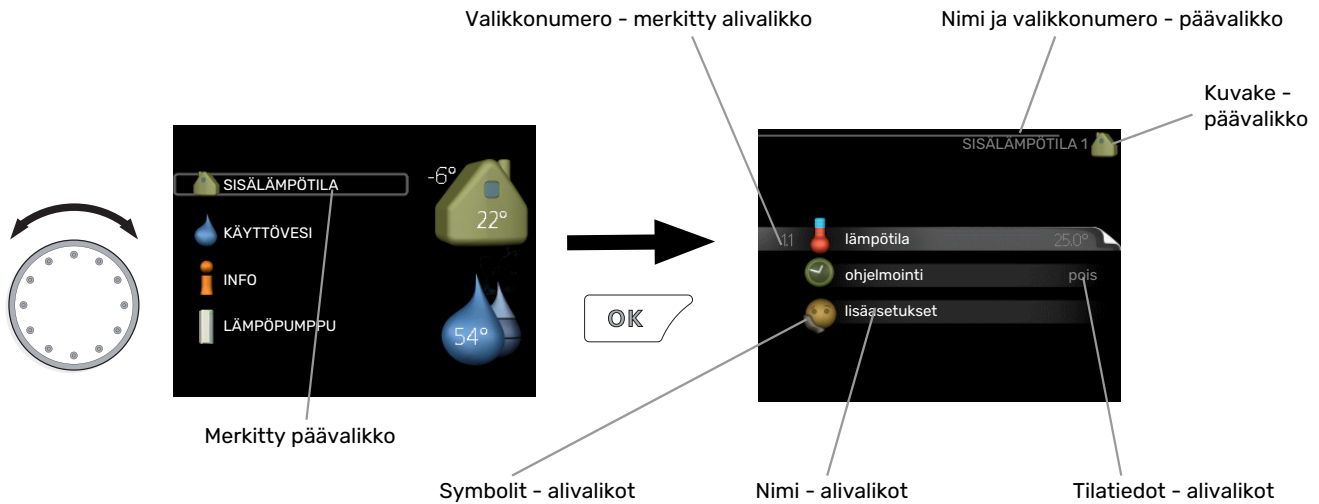 Valikkonumero - merkitty alivalikko
Nimi ja valikkonumero - päävalikko
Kuvake -
päävalikko
SISÄLÄMPÖTILA
KÄYTTÖVESI
INFO
LÄMPÖPUMPPU
-6°
22°
54°
Merkitty päävalikko
OK
SISÄLÄMPÖTILA 1
1.1 lämpötila 25.0°
ohjelmointi pois
lisäasetukset
Symbolit - alivalikot
Nimi - alivalikot
Tilatiedot - alivalikot